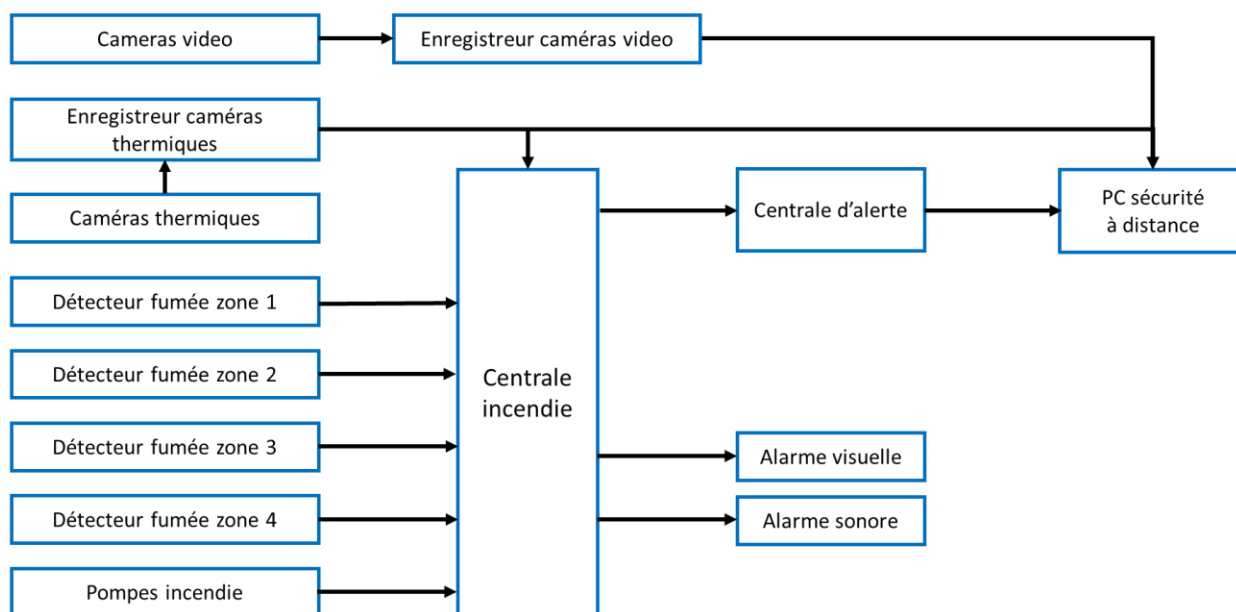 Cameras video
Enregistreur caméras video
Enregistreur caméras
thermiques
Caméras thermiques
Centrale d’alerte
PC sécurité
à distance
Détecteur fumée zone 1
Détecteur fumée zone 2
Centrale
incendie
Détecteur fumée zone 3
Alarme visuelle
Détecteur fumée zone 4
Alarme sonore
Pompes incendie